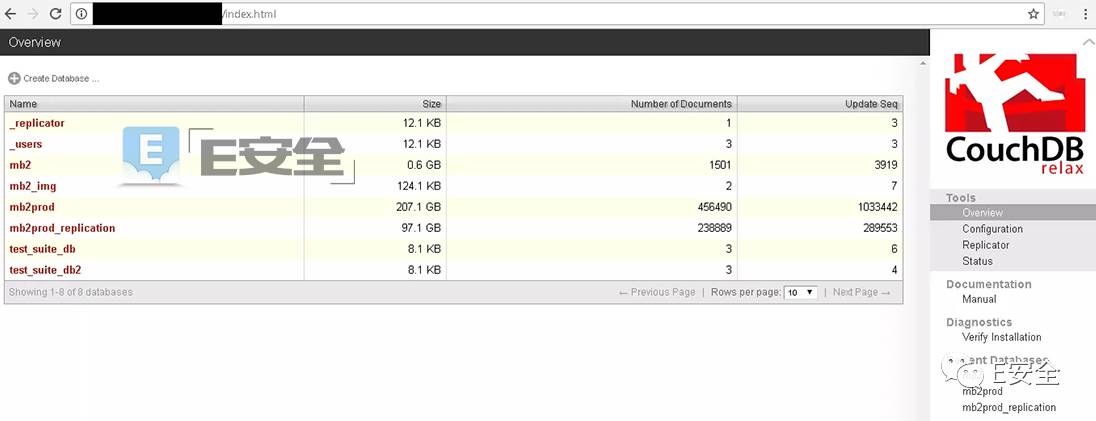 /index.html
Overview
Create Database ...
Name Size Number of Documents Update Seq
_replicator 12.1 KB 1 3
_users 12.1 KB 3 3
mb2 0.6 GB 1501 3919
mb2_img 124.1 KB 2 7
mb2prod 207.1 GB 456490 1033442
mb2prod_replication 97.1 GB 238889 289553
test_suite_db 8.1 KB 3 6
test_suite_db2 8.1 KB 3 4
Showing 1-8 of 8 databases ← Previous Page | Rows per page: 10 | Next Page →
E
E安全
CouchDB
relax
Tools
Overview
Configuration
Replicator
Status
Documentation
Manual
Diagnostics
Verify Installation
Databases
E安全
mb2prod
mb2prod_replication